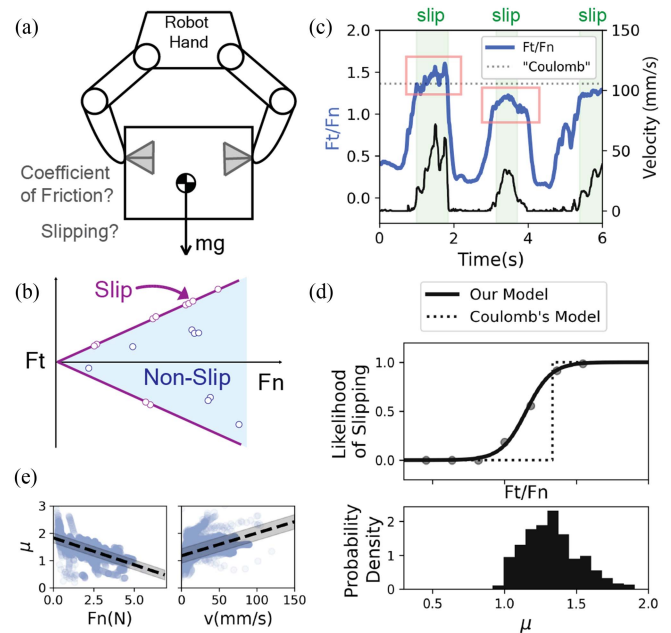 (a)
Robot
Hand
Coefficient
of Friction?
Slipping?
mg
(b)
Slip
Ft
Non-Slip
Fn
(c)
slip
slip
slip
Ft/Fn
"Coulomb"
2.0
1.5
1.0
0.5
0.0
Ft/Fn
150
100
50
0
Velocity (mm/s)
0
2
4
6
Time(s)
(d)
Our Model
Coulomb's Model
1.0
0.5
0.0
Likelihood
of Slipping
Ft/Fn
Probability
Density
2
1
0
0.5
1.0
1.5
2.0
μ
(e)
3
2
1
0
μ
0.0
2.5
5.0
Fn(N)
0
50
100
150
v(mm/s)